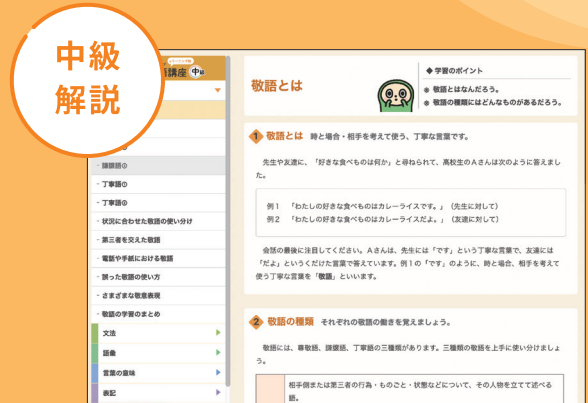 中級
解説
講座 中級
- 謙譲語②
- 丁寧語①
- 丁寧語②
- 状況に合わせた敬語の使い分け
- 第三者を交えた敬語
- 電話や手紙における敬語
- 誤った敬語の使い方
- さまざまな敬意表現
- 敬語の学習のまとめ
文法
語彙
言葉の意味
表記
敬語とは
◆ 学習のポイント
※ 敬語とはなんだろう。
※ 敬語の種類にはどんなものがあるだろう。
1 敬語とは 時と場合・相手を考えて使う、丁寧な言葉です。
先生や友達に、「好きな食べものは何か」と尋ねられて、高校生のAさんは次のように答えまし
た。
例1 「わたしの好きな食べものはカレーライスです。」(先生に対して)
例2 「わたしの好きな食べものはカレーライスだよ。」(友達に対して)
会話の最後に注目してください。Aさんは、先生には「です」という丁寧な言葉で、友達には
「だよ」というくだけた言葉で答えています。例1の「です」のように、時と場合、相手を考えて
使う丁寧な言葉を「敬語」といいます。
2 敬語の種類 それぞれの敬語の働きを覚えましょう。
敬語には、尊敬語、謙譲語、丁寧語の三種類があります。三種類の敬語を上手に使い分けましょ
う。
相手側または第三者の行為・ものごと・状態などについて、その人物を立てて述べる
語。